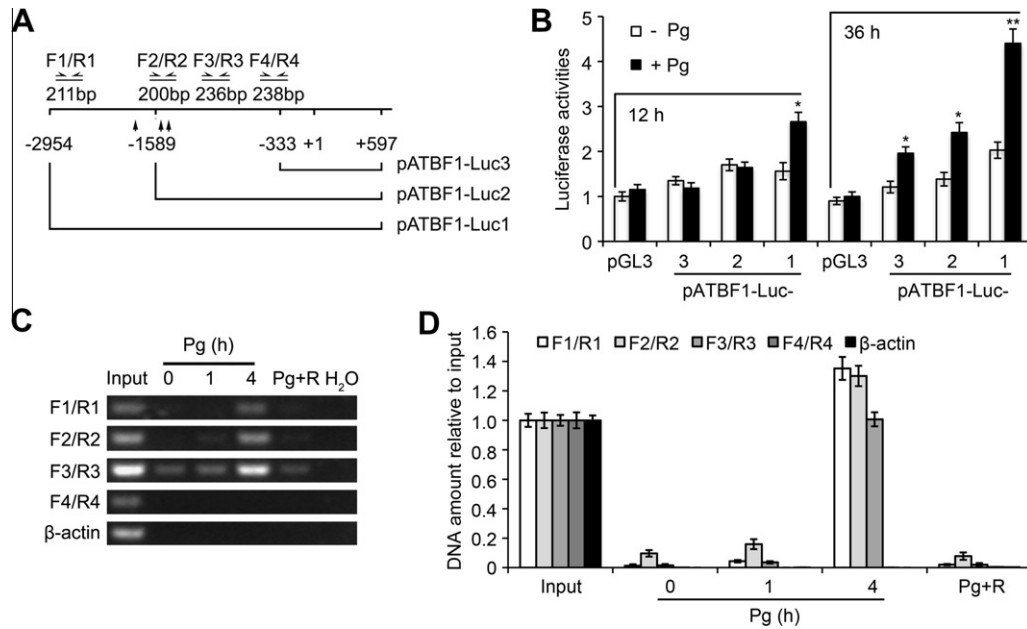 A
F1/R1 F2/R2 F3/R3 F4/R4
211bp 200bp 236bp 238bp
-2954 -1589 -333 +1 +597
pATBF1-Luc3
pATBF1-Luc2
pATBF1-Luc1
B
Luciferase activities
5
4
3
2
1
0
- Pg
+ Pg
12 h
36 h
*
* * **
pGL3 3 2 1 pGL3 3 2 1
pATBF1-Luc- pATBF1-Luc-
C
Pg (h)
Input 0 1 4 Pg+R H₂O
F1/R1
F2/R2
F3/R3
F4/R4
β-actin
D
DNA amount relative to input
1.6
1.4
1.2
1.0
0.8
0.6
0.4
0.2
0
F1/R1 F2/R2 F3/R3 F4/R4 β-actin
Input 0 1 4 Pg+R
Pg (h)